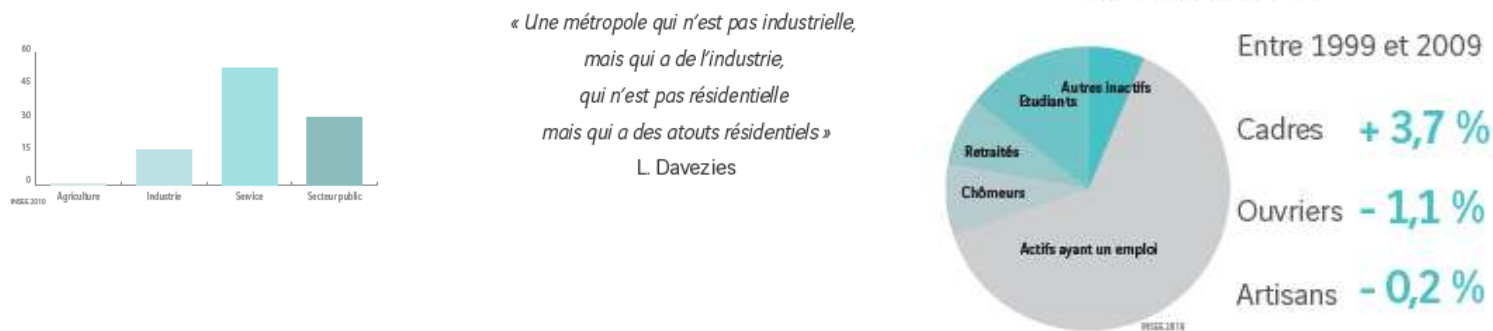 60
45
30
15
0
Agriculture
Industrie
Service
Secteur public
INSEE 2010
« Une métropole qui n’est pas industrielle,
mais qui a de l’industrie,
qui n’est pas résidentielle
mais qui a des atouts résidentiels »
L. Davezies
Autres inactifs
Etudiants
Retraités
Chômeurs
Actifs ayant un emploi
INSEE 2010
Entre 1999 et 2009
Cadres + 3,7 %
Ouvriers - 1,1 %
Artisans - 0,2 %